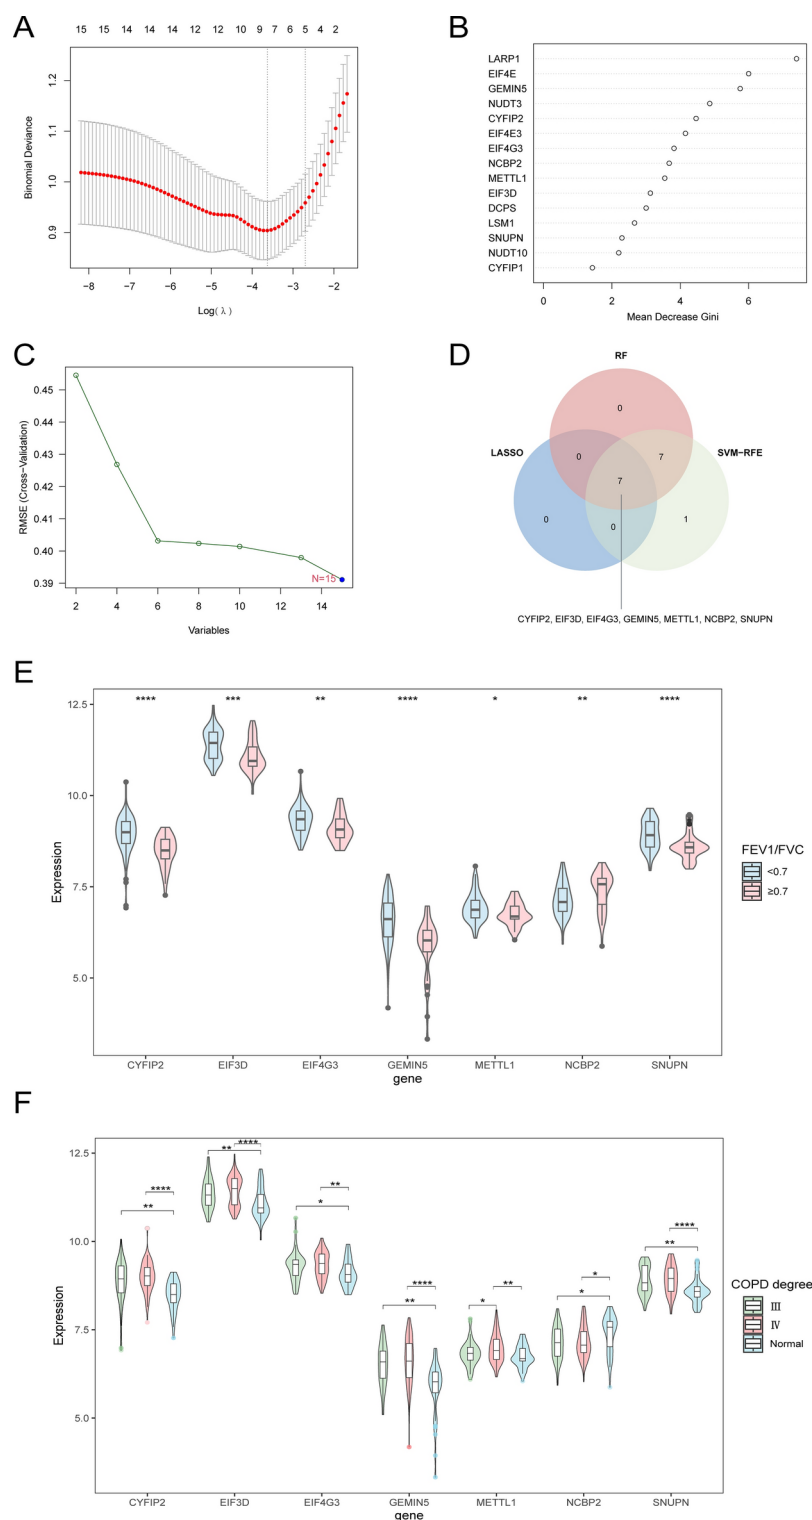 A
15 15 14 14 14 12 10 9 7 6 5 4 2
Binomial Deviance
1.2
1.1
1.0
0.9
−8 −7 −6 −5 −4 −3 −2
Log(λ)
B
LARP1
EIF4E
GEMIN5
NUDT3
CYFIP2
EIF4E3
EIF4G3
NCBP2
METTL1
EIF3D
DCPS
LSM1
SNUPN
NUDT10
CYFIP1
0 2 4 6
Mean Decrease Gini
C
RMSE (Cross−Validation)
0.45
0.44
0.43
0.42
0.41
0.40
0.39
N=15
2 4 6 8 10 12 14
Variables
D
RF
0
LASSO
SVM−RFE
0
7
7
0
0
1
CYFIP2, EIF3D, EIF4G3, GEMIN5, METTL1, NCBP2, SNUPN
E
Expression
12.5
10.0
7.5
5.0
**** *** ** **** * ** ****
CYFIP2 EIF3D EIF4G3 GEMIN5 METTL1 NCBP2 SNUPN
gene
FEV1/FVC
<0.7
≥0.7
F
Expression
12.5
10.0
7.5
5.0
**
****
**
****
*
**
**
****
*
**
*
*
**
****
CYFIP2 EIF3D EIF4G3 GEMIN5 METTL1 NCBP2 SNUPN
gene
COPD degree
Ⅲ
Ⅳ
Normal